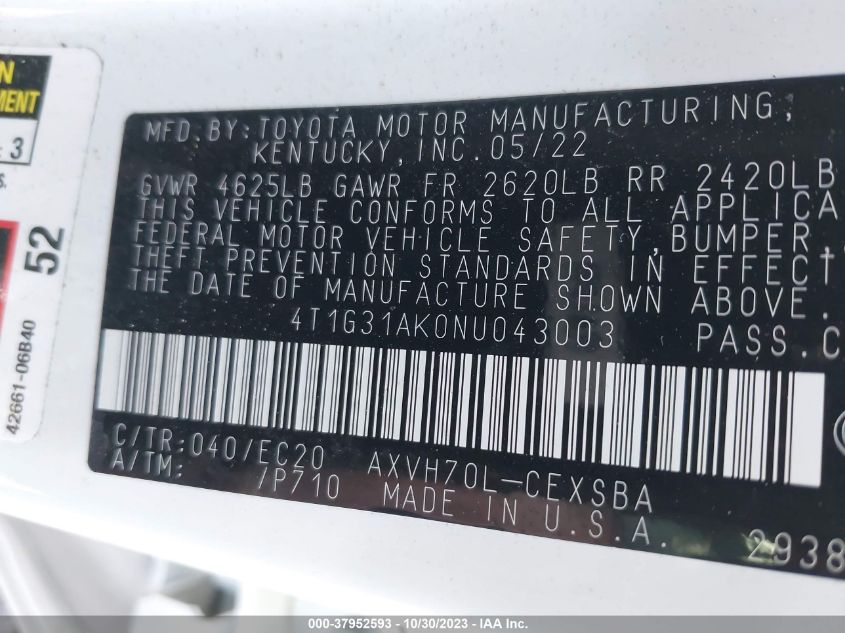 N
MENT
: 3
s.
52
42661-06B40
MFD.BY:TOYOTA MOTOR MANUFACTURING,
KENTUCKY,INC. 05/22
GVWR 4625LB GAWR FR 2620LB RR 2420LB
THIS VEHICLE CONFORMS TO ALL APPLICA
FEDERAL MOTOR VEHICLE SAFETY,BUMPER,
THEFT PREVENTION STANDARDS IN EFFECT
THE DATE OF MANUFACTURE SHOWN ABOVE.
4T1G31AK0NU043003 PASS.C
C/TR:040/EC20 AXVH70L-CEXSBA
A/TM: /P710 MADE IN U.S.A.
2938
000-37952593 - 10/30/2023 - IAA Inc.